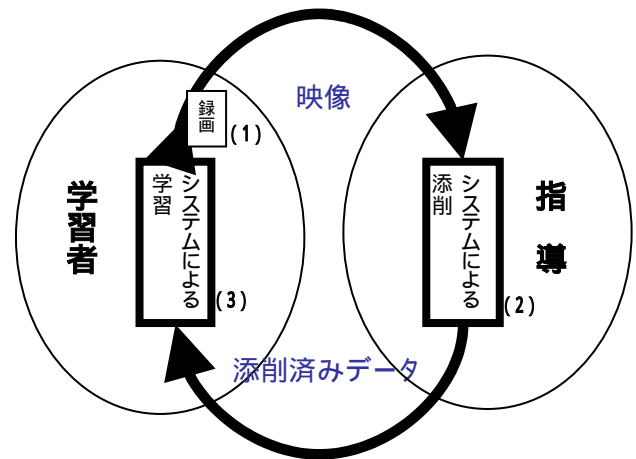 映像
録画
(1)
学習者
システムによる
学習
(3)
システムによる
添削
(2)
指導
添削済みデータ